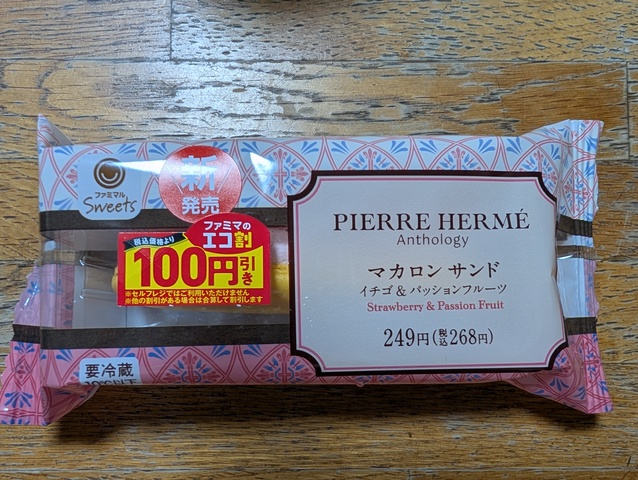 ファミマル
Sweets
新
発売
ファミマの
エコ割
税込価格より
100円引き
※セルフレジではご利用いただけません
※他の割引がある場合は合算して割引します
要冷蔵
10℃以下
PIERRE HERMÉ
Anthology
マカロン サンド
イチゴ&パッションフルーツ
Strawberry & Passion Fruit
249円(税込268円)